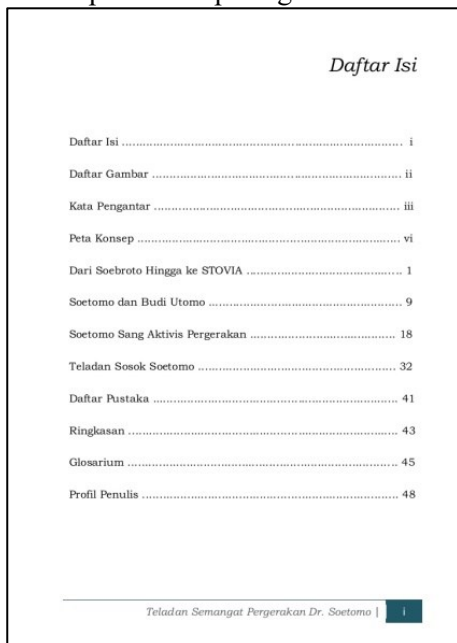 Daftar Isi
Daftar Isi ................................................................................ i
Daftar Gambar ........................................................................ ii
Kata Pengantar ....................................................................... iii
Peta Konsep ............................................................................ vi
Dari Soebroto Hingga ke STOVIA ............................................. 1
Soetomo dan Budi Utomo ........................................................ 9
Soetomo Sang Aktivis Pergerakan .......................................... 18
Teladan Sosok Soetomo .......................................................... 32
Daftar Pustaka ....................................................................... 41
Ringkasan .............................................................................. 43
Glosarium ............................................................................... 45
Profil Penulis ........................................................................... 48
Teladan Semangat Pergerakan Dr. Soetomo | i